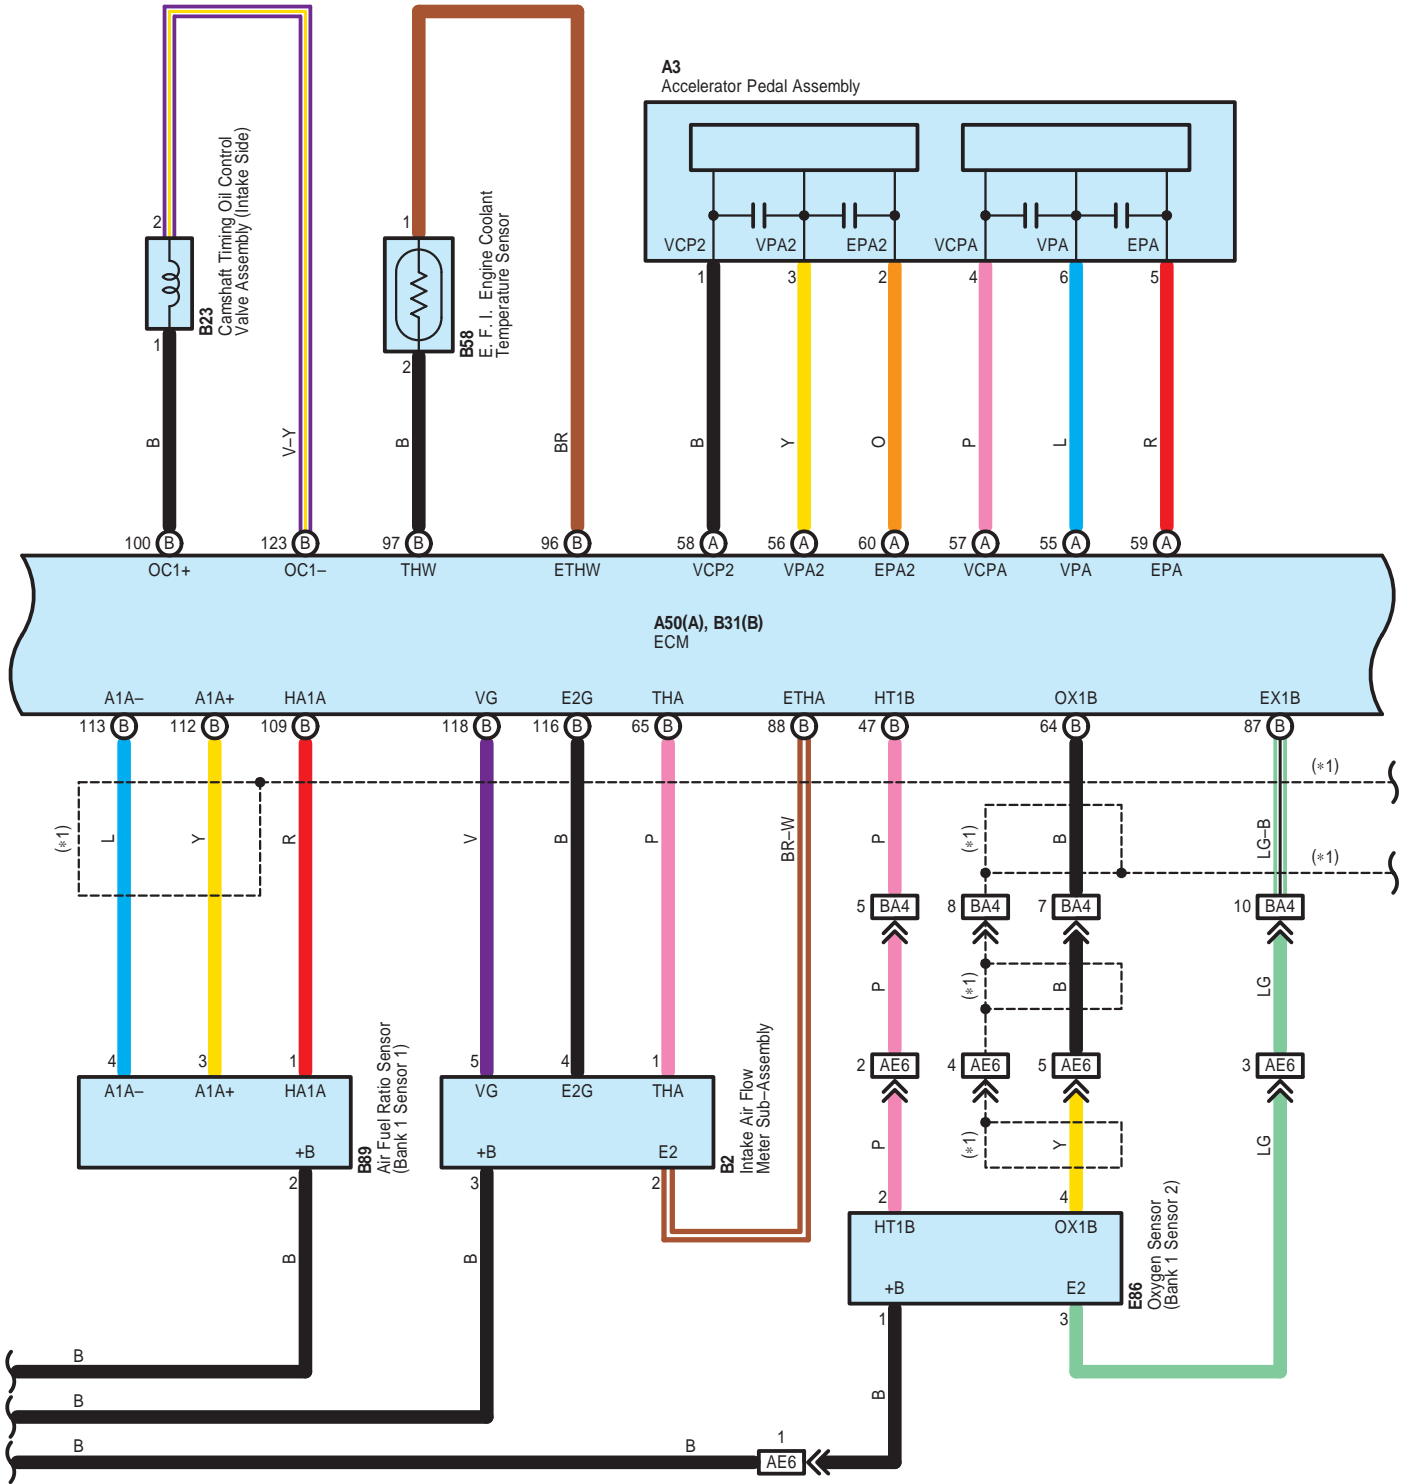 A3
Accelerator Pedal Assembly
2
B23
Camshaft Timing Oil Control
Valve Assembly (Intake Side)
1
1
B58
E. F. I. Engine Coolant
Temperature Sensor
2
VCP2 VPA2 EPA2 VCPA VPA EPA
1 3 2 4 6 5
B V–Y B BR B Y O P L R
100 B 123 B 97 B 96 B 58 A 56 A 60 A 57 A 55 A 59 A
OC1+ OC1– THW ETHW VCP2 VPA2 EPA2 VCPA VPA EPA
A50(A), B31(B)
ECM
A1A– A1A+ HA1A VG E2G THA ETHA HT1B OX1B EX1B
113 B 112 B 109 B 118 B 116 B 65 B 88 B 47 B 64 B 87 B
(*1)
(*1) L Y R V B P BR–W P (*1) B LG–B
(*1)
5 BA4 8 BA4 7 BA4 10 BA4
P (*1) B LG
2 AE6 4 AE6 5 AE6 3 AE6
4 3 1 5 4 1
A1A– A1A+ HA1A VG E2G THA
+B +B E2
B89
Air Fuel Ratio Sensor
(Bank 1 Sensor 1)
B2
Intake Air Flow
Meter Sub–Assembly
P (*1) Y LG
2 3 2
2 4
HT1B OX1B
+B E2
E86
Oxygen Sensor
(Bank 1 Sensor 2)
B B
1 3
B
B
B
B B
1
AE6